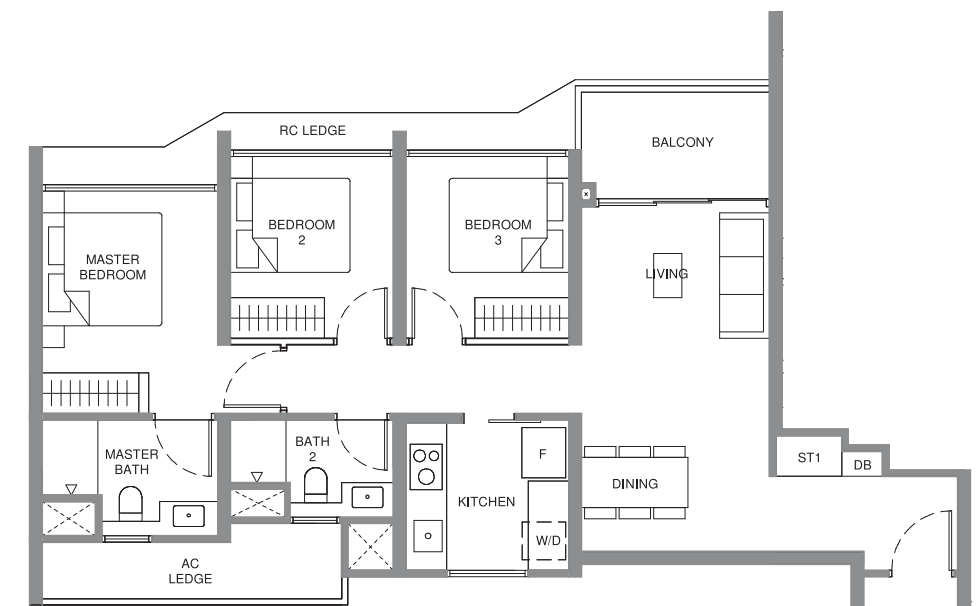 RC LEDGE
BALCONY
BEDROOM
2
BEDROOM
3
MASTER
BEDROOM
LIVING
MASTER
BATH
BATH
2
F
KITCHEN
W/D
DINING
ST1
DB
AC
LEDGE